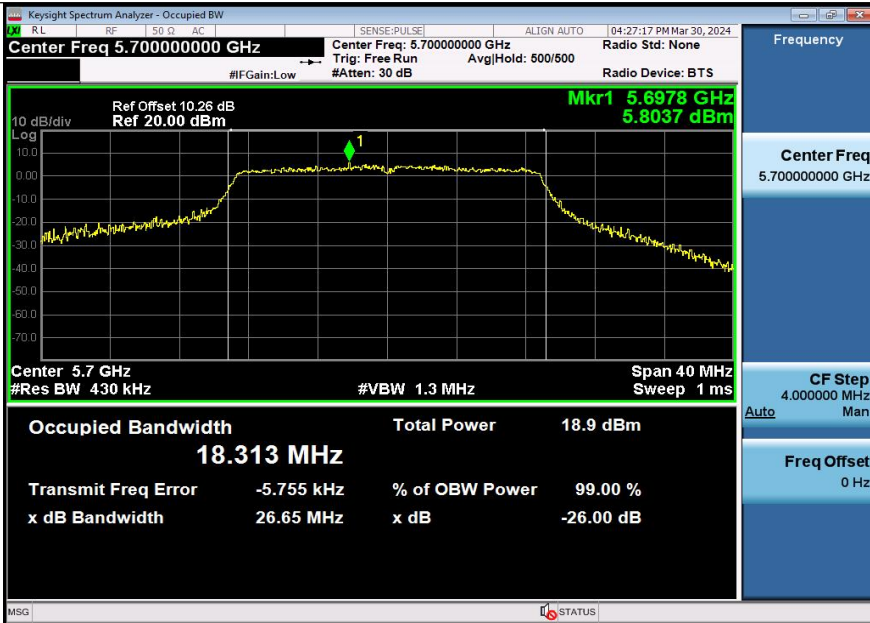 Keysight Spectrum Analyzer - Occupied BW
LXI RL RF 50 Ω AC SENSE:PULSE ALIGN AUTO 04:27:17 PM Mar 30, 2024
Center Freq 5.700000000 GHz
Center Freq: 5.700000000 GHz Radio Std: None
Trig: Free Run Avg|Hold: 500/500
#IFGain:Low #Atten: 30 dB Radio Device: BTS
Ref Offset 10.26 dB Mkr1 5.6978 GHz
10 dB/div Ref 20.00 dBm 5.8037 dBm
Log
1
10.0
0.00
-10.0
-20.0
-30.0
-40.0
-50.0
-60.0
-70.0
Center 5.7 GHz Span 40 MHz
#Res BW 430 kHz #VBW 1.3 MHz Sweep 1 ms
Occupied Bandwidth Total Power 18.9 dBm
18.313 MHz
Transmit Freq Error -5.755 kHz % of OBW Power 99.00 %
x dB Bandwidth 26.65 MHz x dB -26.00 dB
MSG STATUS
Frequency
Center Freq
5.700000000 GHz
CF Step
4.000000 MHz
Auto Man
Freq Offset
0 Hz